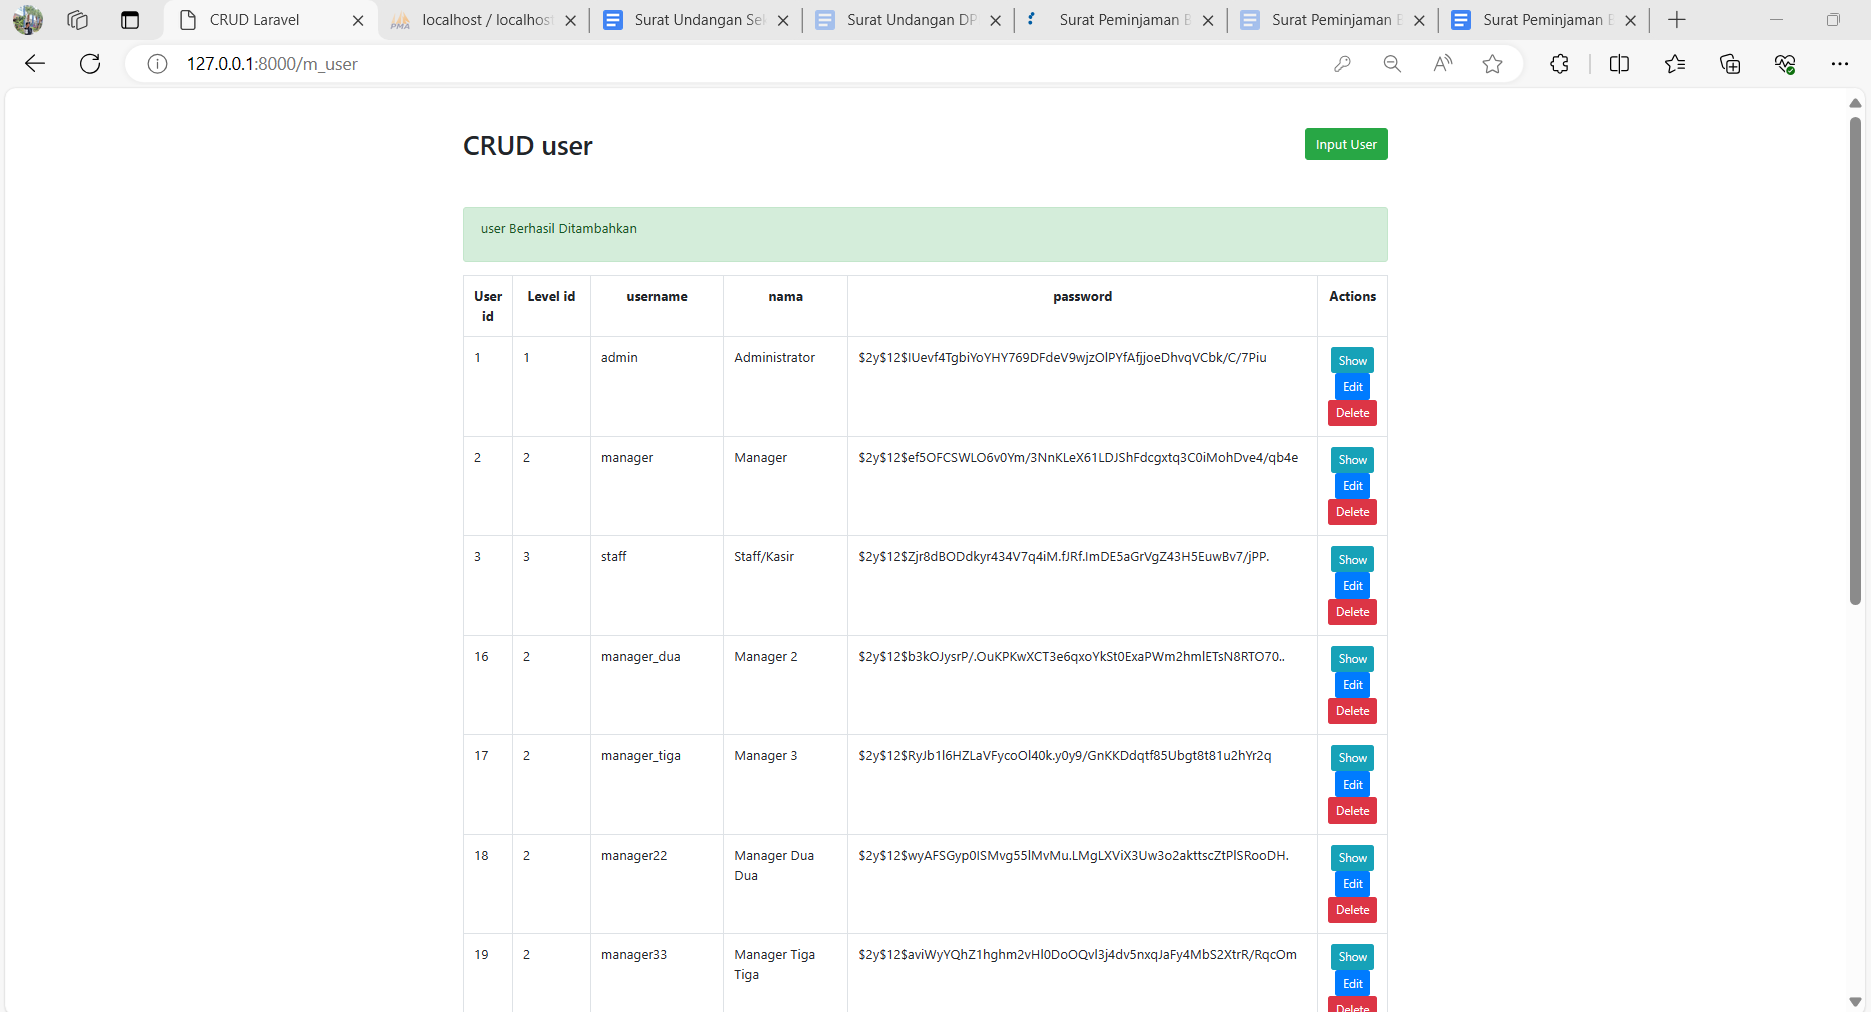 CRUD Laravel
localhost / localhost
Surat Undangan Sek
Surat Undangan DP
Surat Peminjaman B
Surat Peminjaman B
Surat Peminjaman B
127.0.0.1:8000/m_user
CRUD user
Input User
user Berhasil Ditambahkan
User id Level id username nama password Actions
1 1 admin Administrator $2y$12$IUevf4TgbiYoYHY769DFdeV9wjzOlPYfAfjjoeDhvqVCbk/C/7Piu Show
Edit
Delete
2 2 manager Manager $2y$12$ef5OFCSWLO6v0Ym/3NnKLeX61LDJShFdcgxtq3C0iMohDve4/qb4e Show
Edit
Delete
3 3 staff Staff/Kasir $2y$12$Zjr8dBODdkyr434V7q4iM.fJRf.ImDE5aGrVgZ43H5EuwBv7/jPP. Show
Edit
Delete
16 2 manager_dua Manager 2 $2y$12$b3kOJysrP/.OuKPKwXCT3e6qxoYkSt0ExaPWm2hmlETsN8RTO70.. Show
Edit
Delete
17 2 manager_tiga Manager 3 $2y$12$RyJb1l6HZLaVFycoOl40k.y0y9/GnKKDdqtf85Ubgt8t81u2hYr2q Show
Edit
Delete
18 2 manager22 Manager Dua Dua $2y$12$wyAFSGyp0ISMvg55lMvMu.LMgLXViX3Uw3o2akttscZtPlSRooDH. Show
Edit
Delete
19 2 manager33 Manager Tiga Tiga $2y$12$aviWyYQhZ1hghm2vHl0DoOQvl3j4dv5nxqJaFy4MbS2XtrR/RqcOm Show
Edit
Delete